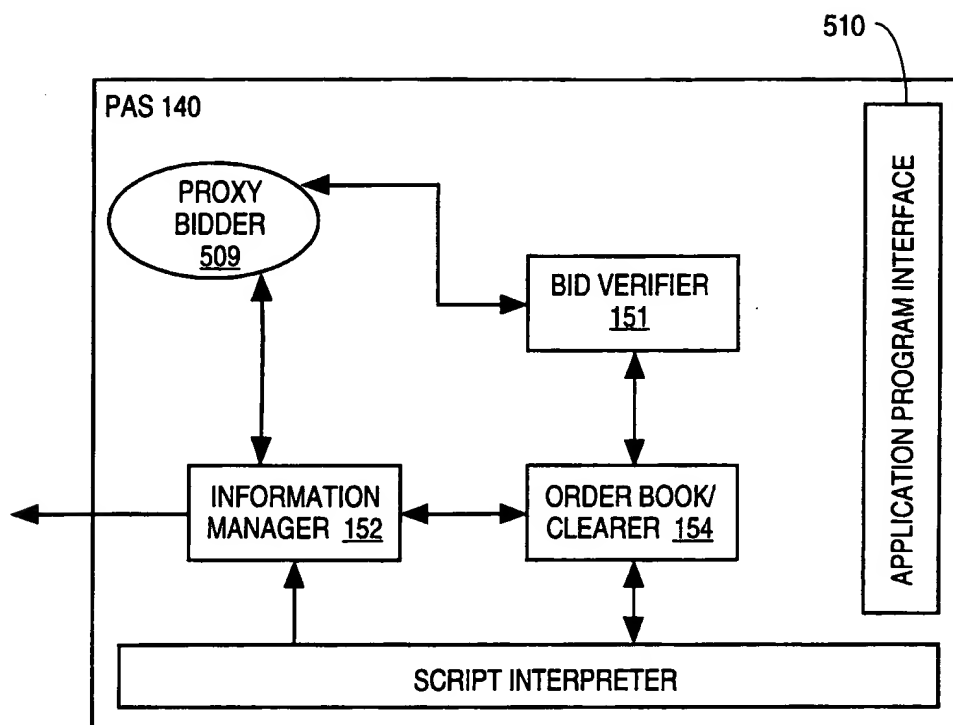 510
PAS 140
PROXY
BIDDER
509
BID VERIFIER
151
APPLICATION PROGRAM INTERFACE
INFORMATION
MANAGER 152
ORDER BOOK/
CLEARER 154
SCRIPT INTERPRETER